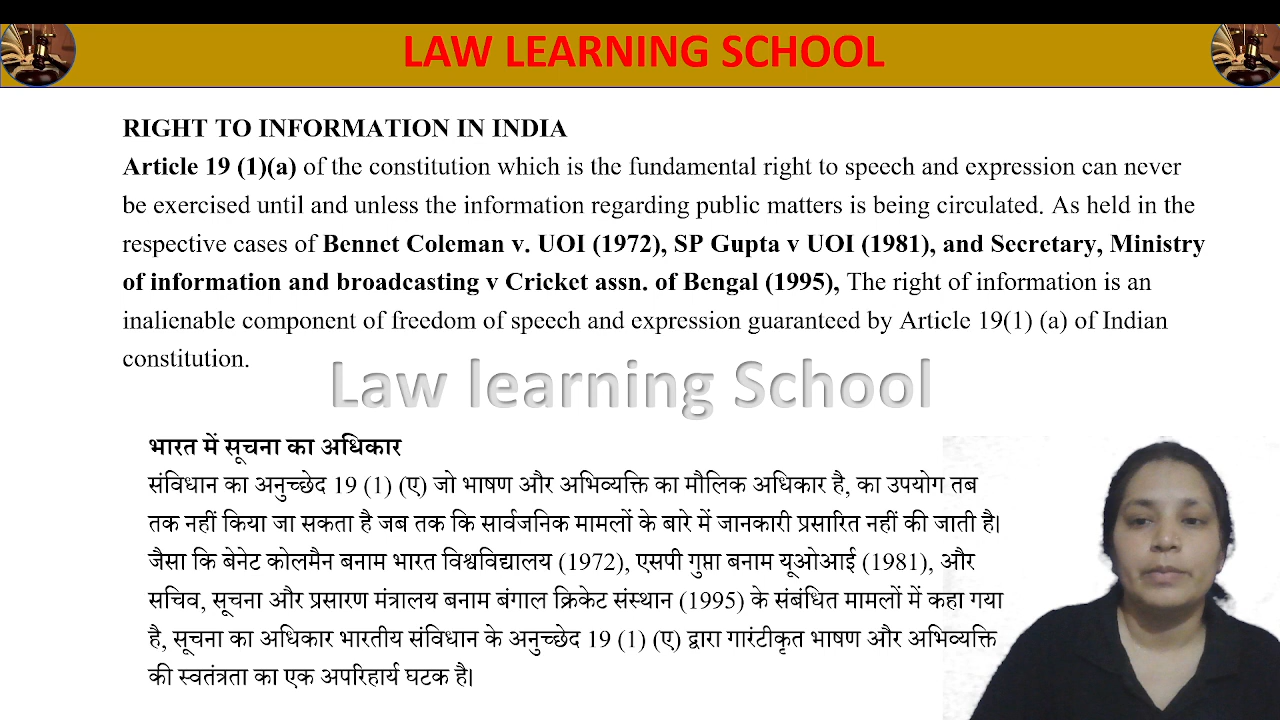 LAW LEARNING SCHOOL
RIGHT TO INFORMATION IN INDIA
Article 19 (1)(a) of the constitution which is the fundamental right to speech and expression can never
be exercised until and unless the information regarding public matters is being circulated. As held in the
respective cases of Bennet Coleman v. UOI (1972), SP Gupta v UOI (1981), and Secretary, Ministry
of information and broadcasting v Cricket assn. of Bengal (1995), The right of information is an
inalienable component of freedom of speech and expression guaranteed by Article 19(1) (a) of Indian
constitution.
Law learning School
भारत में सूचना का अधिकार
संविधान का अनुच्छेद 19 (1) (ए) जो भाषण और अभिव्यक्ति का मौलिक अधिकार है, का उपयोग तब
तक नहीं किया जा सकता है जब तक कि सार्वजनिक मामलों के बारे में जानकारी प्रसारित नहीं की जाती है।
जैसा कि बेनेट कोलमैन बनाम भारत विश्वविद्यालय (1972), एसपी गुप्ता बनाम यूओआई (1981), और
सचिव, सूचना और प्रसारण मंत्रालय बनाम बंगाल क्रिकेट संस्थान (1995) के संबंधित मामलों में कहा गया
है, सूचना का अधिकार भारतीय संविधान के अनुच्छेद 19 (1) (ए) द्वारा गारंटीकृत भाषण और अभिव्यक्ति
की स्वतंत्रता का एक अपरिहार्य घटक है।